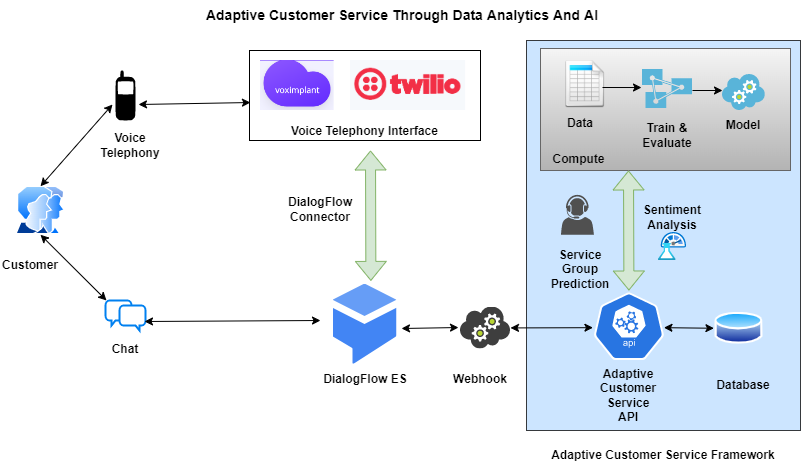 Adaptive Customer Service Through Data Analytics And AI
voximplant
twilio
Voice Telephony Interface
Voice
Telephony
Data
Train &
Evaluate
Model
Compute
DialogFlow
Connector
Sentiment
Analysis
Service
Group
Prediction
Customer
Chat
DialogFlow ES
Webhook
api
Adaptive
Customer
Service
API
Database
Adaptive Customer Service Framework